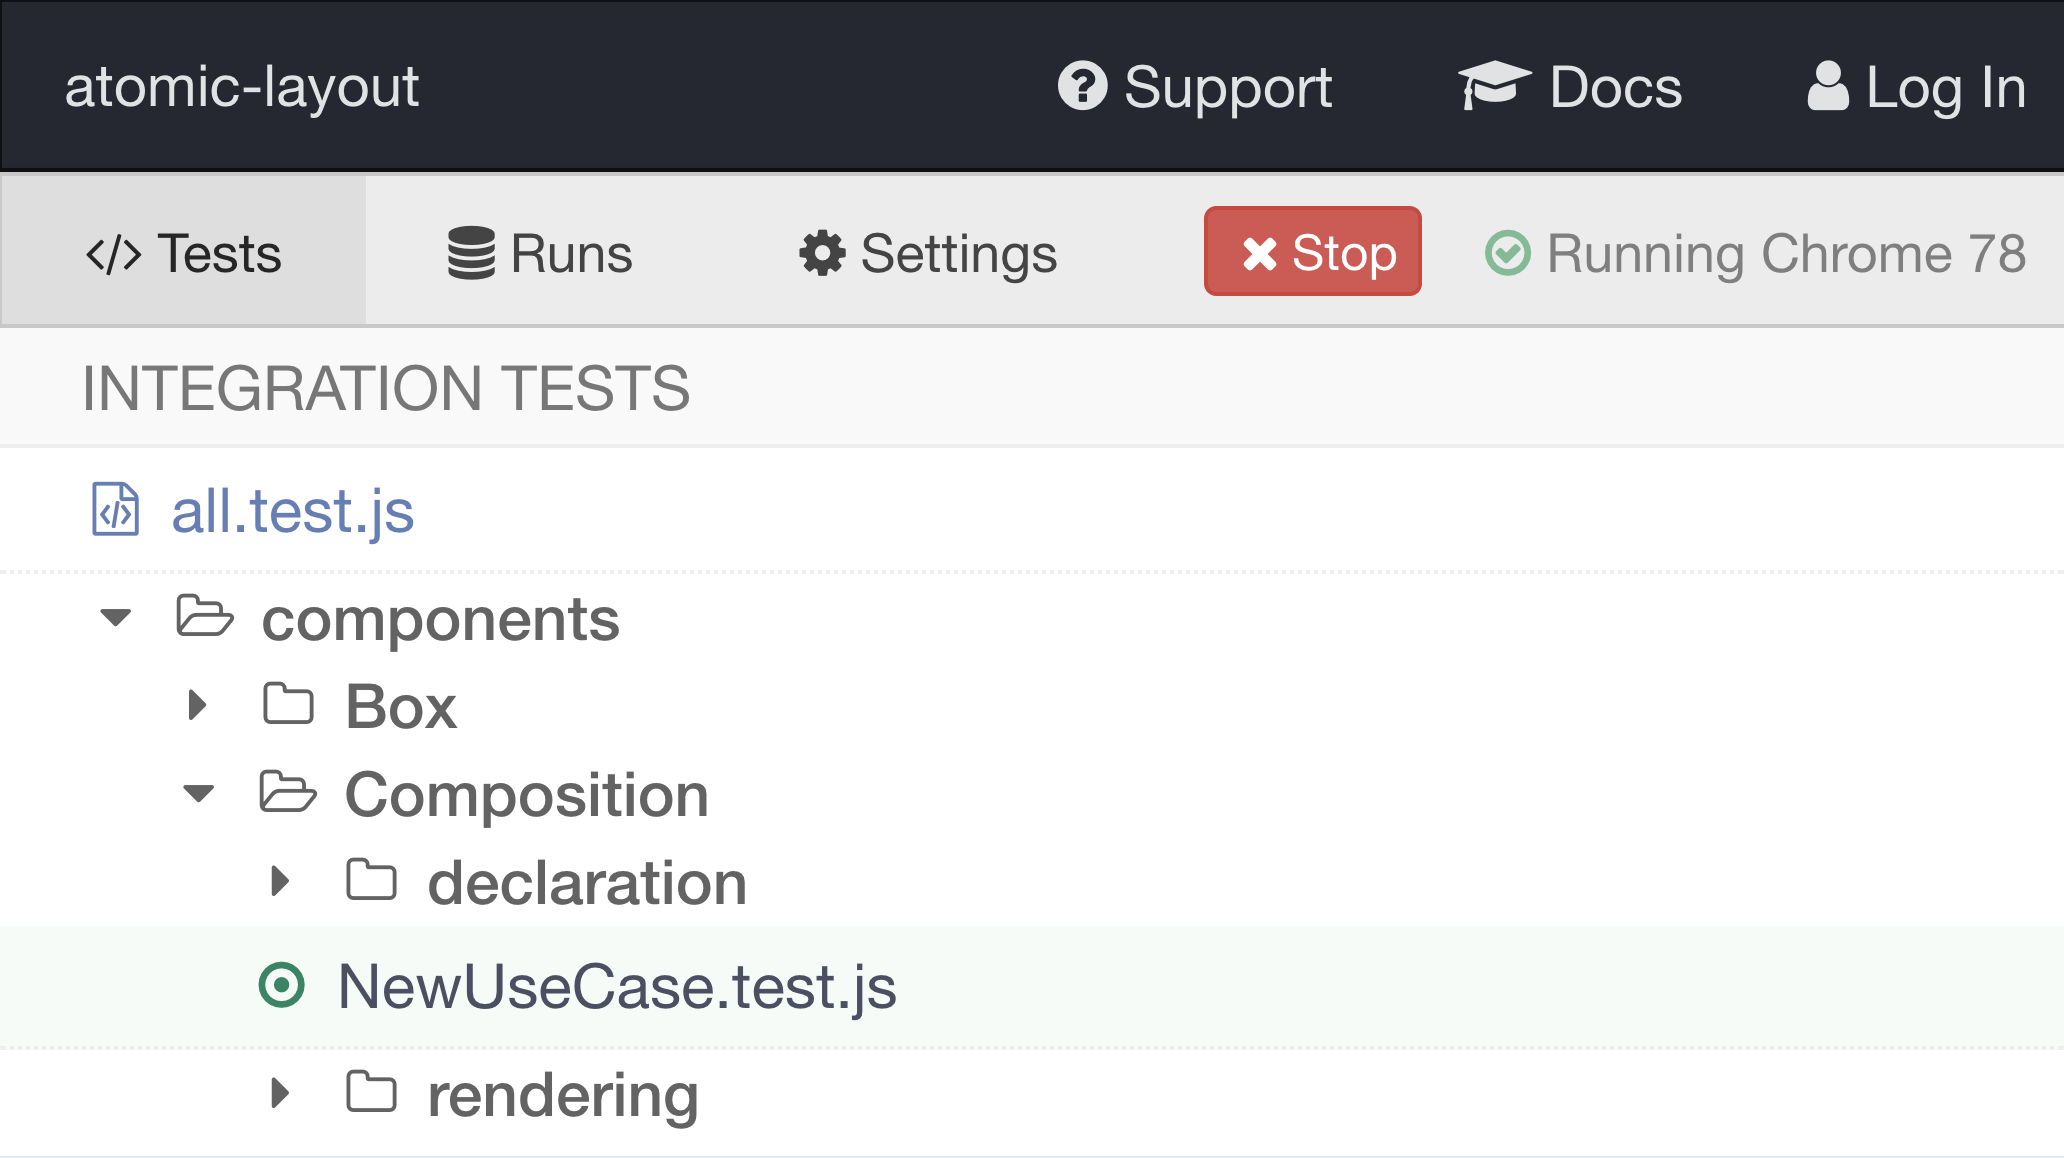 atomic-layout Support Docs Log In
Tests Runs Settings Stop Running Chrome 78
INTEGRATION TESTS
all.test.js
components
Box
Composition
declaration
NewUseCase.test.js
rendering